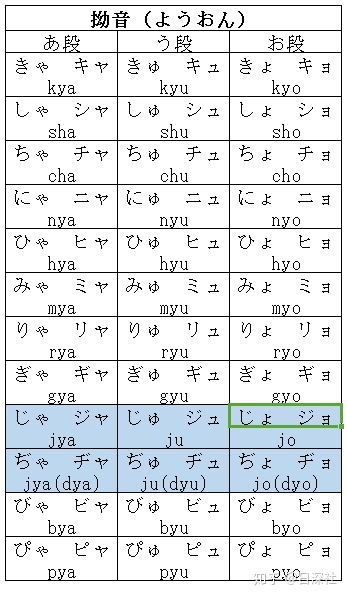 拗音（ようおん）
あ段 う段 お段
きゃ キャ きゅ キュ きょ キョ
kya kyu kyo
しゃ シャ しゅ シュ しょ ショ
sha shu sho
ちゃ チャ ちゅ チュ ちょ チョ
cha chu cho
にゃ ニャ にゅ ニュ にょ ニョ
nya nyu nyo
ひゃ ヒャ ひゅ ヒュ ひょ ヒョ
hya hyu hyo
みゃ ミャ みゅ ミュ みょ ミョ
mya myu myo
りゃ リャ りゅ リュ りょ リョ
rya ryu ryo
ぎゃ ギャ ぎゅ ギュ ぎょ ギョ
gya gyu gyo
じゃ ジャ じゅ ジュ じょ ジョ
jya ju jo
ぢゃ ヂャ ぢゅ ヂュ ぢょ ヂョ
jya(dya) ju(dyu) jo(dyo)
びゃ ビャ びゅ ビュ びょ ビョ
bya byu byo
ぴゃ ピャ ぴゅ ピュ ぴょ ピョ
pya pyu pyo
知乎 @日深社